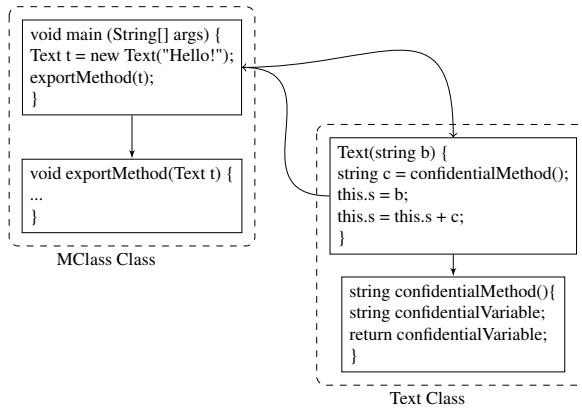 void main (String[] args) {
Text t = new Text("Hello!");
exportMethod(t);
}
void exportMethod(Text t) {
...
}
MClass Class
Text(string b) {
string c = confidentialMethod();
this.s = b;
this.s = this.s + c;
}
string confidentialMethod(){
string confidentialVariable;
return confidentialVariable;
}
Text Class